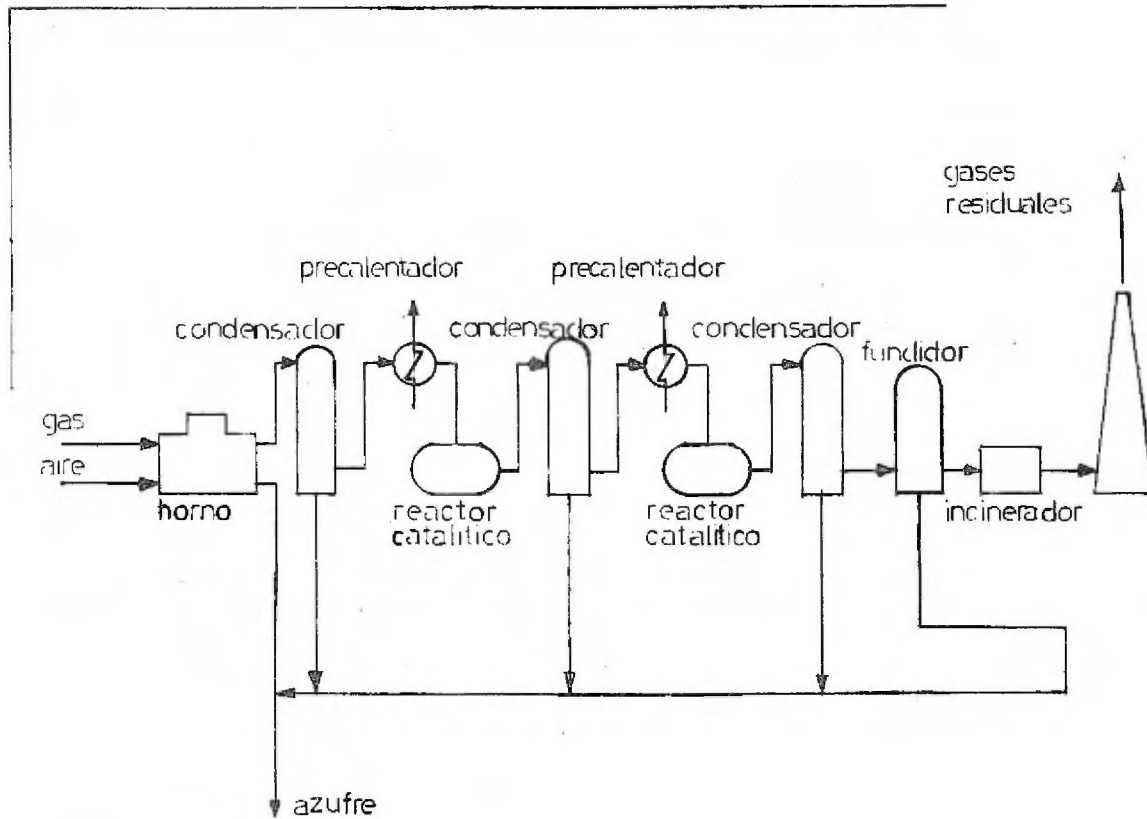 gases
residuales
precalentador
precalentador
condensador
condensador
condensador
fundidor
gas
aire
horno
reactor
catalítico
reactor
catalítico
incinerador
azufre